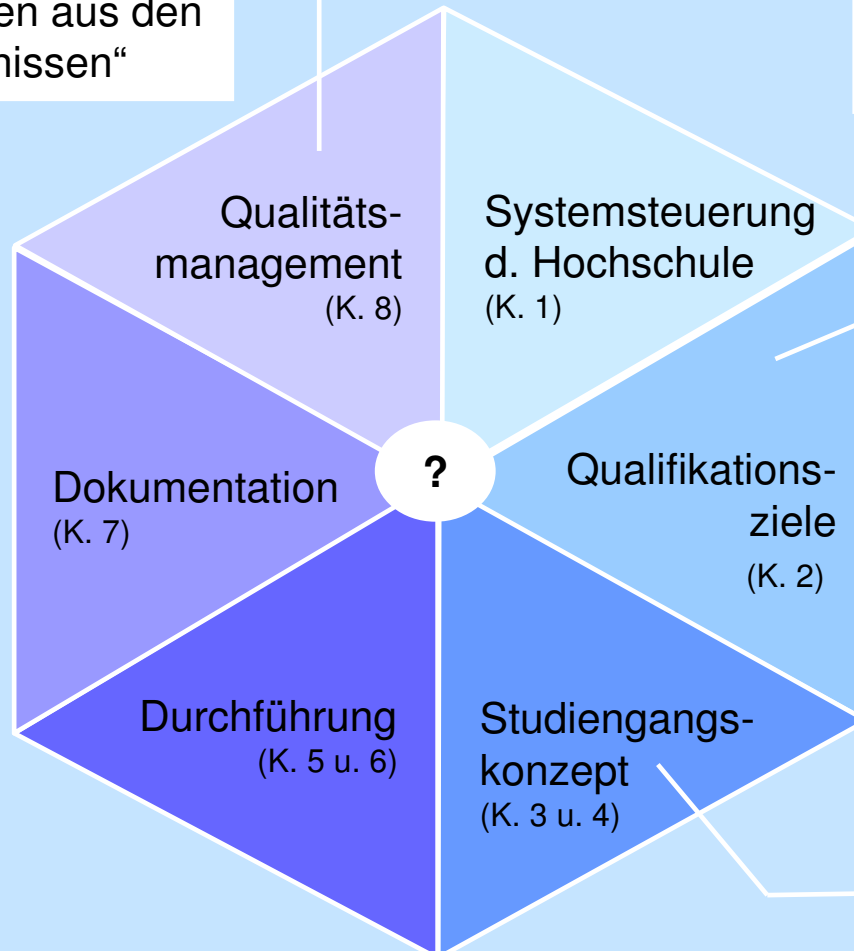 en aus den
nissen“
Qualitäts-
management
(K. 8)
Systemsteuerung
d. Hochschule
(K. 1)
Dokumentation
(K. 7)
?
Qualifikations-
ziele
(K. 2)
Durchführung
(K. 5 u. 6)
Studiengangs-
konzept
(K. 3 u. 4)